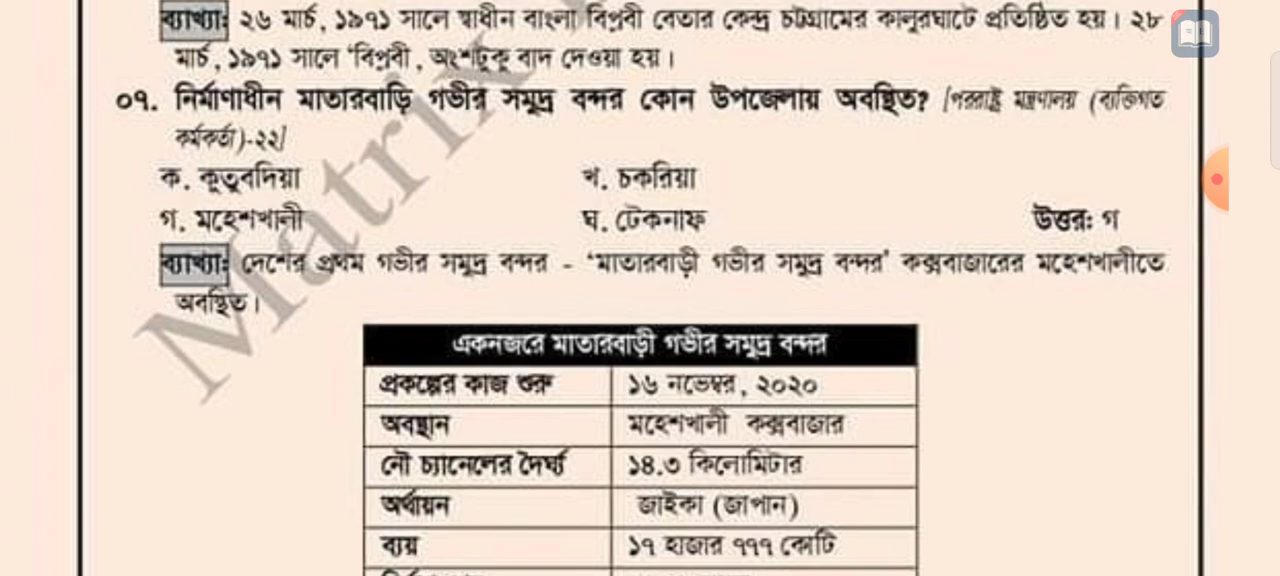 ব্যাখ্যা: ২৬ মার্চ, ১৯৭১ সালে স্বাধীন বাংলা বিপ্লবী বেতার কেন্দ্র চট্টগ্রামের কালুরঘাটে প্রতিষ্ঠিত হয়। ২৮
মার্চ, ১৯৭১ সালে ‘বিপ্লবী, অংশটুকু বাদ দেওয়া হয়।
০৭. নির্মাণাধীন মাতারবাড়ি গভীর সমুদ্র বন্দর কোন উপজেলায় অবস্থিত? [পররাষ্ট্র মন্ত্রণালয় (ব্যক্তিগত
কর্মকর্তা)-২২]
ক. কুতুবদিয়া খ. চকরিয়া
গ. মহেশখালী ঘ. টেকনাফ উত্তর: গ
ব্যাখ্যা: দেশের প্রথম গভীর সমুদ্র বন্দর - ‘মাতারবাড়ী গভীর সমুদ্র বন্দর’ কক্সবাজারের মহেশখালীতে
অবস্থিত।
একনজরে মাতারবাড়ী গভীর সমুদ্র বন্দর
প্রকল্পের কাজ শুরু ১৬ নভেম্বর, ২০২০
অবস্থান মহেশখালী কক্সবাজার
নৌ চ্যানেলের দৈর্ঘ্য ১৪.৩ কিলোমিটার
অর্থায়ন জাইকা (জাপান)
ব্যয় ১৭ হাজার ৭৭৭ কোটি
Matrix